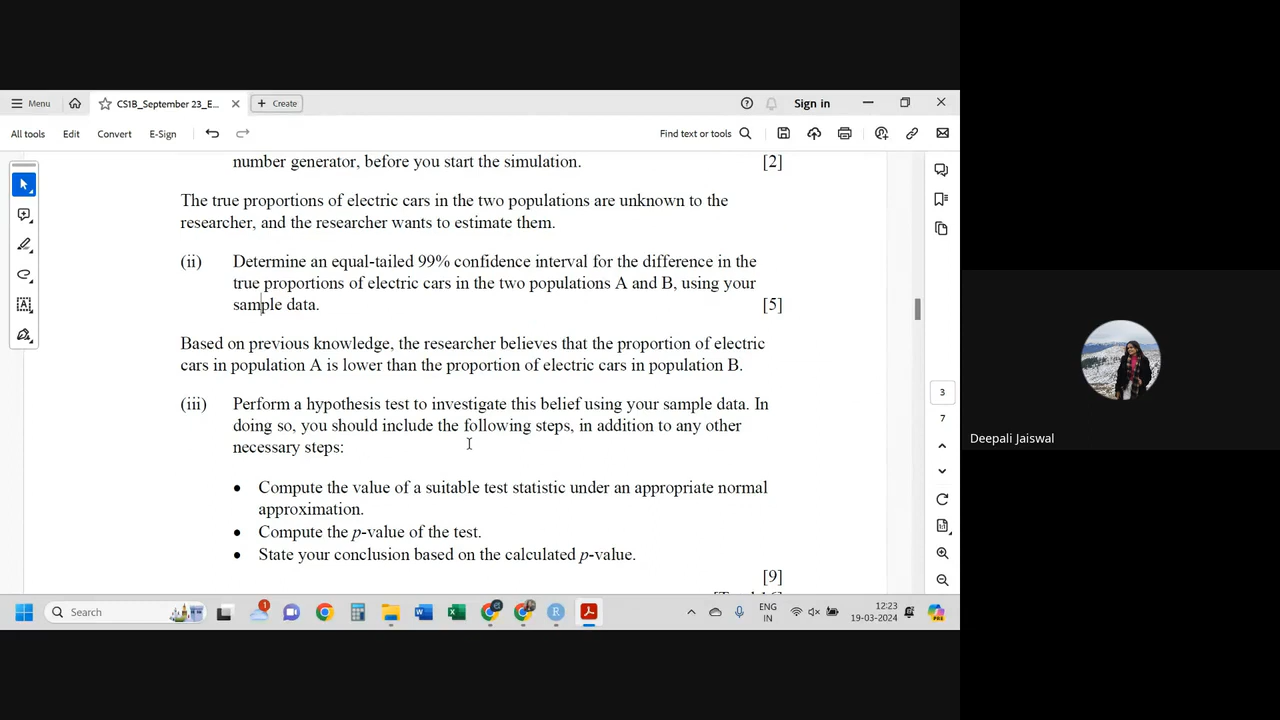 Menu
CS1B_September 23_E...
Create
Sign in
All tools
Edit
Convert
E-Sign
Find text or tools
number generator, before you start the simulation. [2]
The true proportions of electric cars in the two populations are unknown to the
researcher, and the researcher wants to estimate them.
(ii) Determine an equal-tailed 99% confidence interval for the difference in the
true proportions of electric cars in the two populations A and B, using your
sample data. [5]
Based on previous knowledge, the researcher believes that the proportion of electric
cars in population A is lower than the proportion of electric cars in population B.
(iii) Perform a hypothesis test to investigate this belief using your sample data. In
doing so, you should include the following steps, in addition to any other
necessary steps:
• Compute the value of a suitable test statistic under an appropriate normal
approximation.
• Compute the p-value of the test.
• State your conclusion based on the calculated p-value.
[9]
3
7
Deepali Jaiswal
Search
1
ENG
IN
12:23
19-03-2024